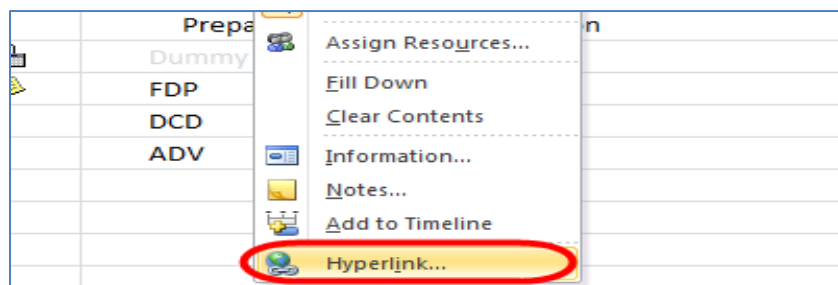 Prepa n
Assign Resources...
Dummy
Fill Down
FDP
Clear Contents
DCD
ADV Information...
Notes...
Add to Timeline
Hyperlink...